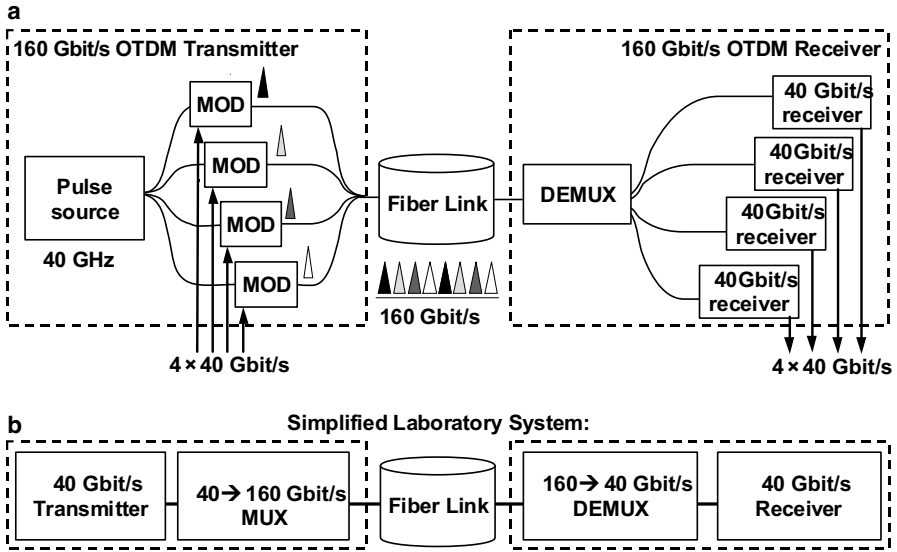 a
160 Gbit/s OTDM Transmitter
160 Gbit/s OTDM Receiver
MOD
MOD
MOD
MOD
Pulse
source
40 GHz
4 × 40 Gbit/s
Fiber Link
160 Gbit/s
DEMUX
40 Gbit/s
receiver
40Gbit/s
receiver
40Gbit/s
receiver
40Gbit/s
receiver
4 × 40 Gbit/s
b
Simplified Laboratory System:
40 Gbit/s
Transmitter
40→ 160 Gbit/s
MUX
Fiber Link
160→ 40 Gbit/s
DEMUX
40 Gbit/s
Receiver